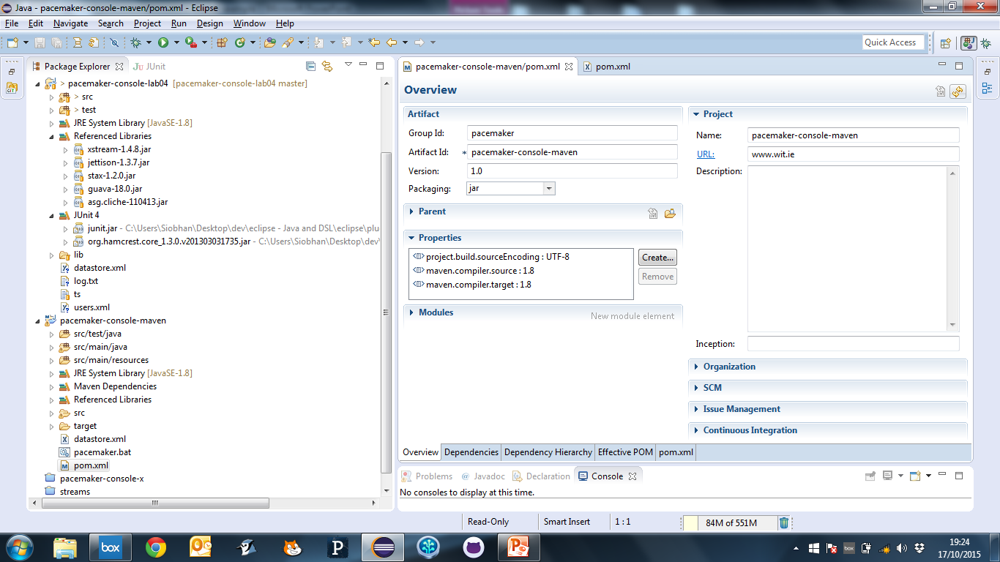 Java - pacemaker-console-maven/pom.xml - Eclipse
File Edit Navigate Search Project Run Design Window Help
Quick Access
Package Explorer JUnit
> pacemaker-console-lab04 [pacemaker-console-lab04 master]
> src
> test
JRE System Library [JavaSE-1.8]
Referenced Libraries
xstream-1.4.8.jar
jettison-1.3.7.jar
stax-1.2.0.jar
guava-18.0.jar
asg.cliche-110413.jar
JUnit 4
junit.jar - C:\Users\Siobhan\Desktop\dev\eclipse - Java and DSL\eclipse\plu
org.hamcrest.core_1.3.0.v201303031735.jar - C:\Users\Siobhan\Desktop\dev\
lib
datastore.xml
log.txt
ts
users.xml
pacemaker-console-maven
src/test/java
src/main/java
src/main/resources
JRE System Library [JavaSE-1.8]
Maven Dependencies
Referenced Libraries
src
target
datastore.xml
pacemaker.bat
pom.xml
pacemaker-console-x
streams
pacemaker-console-maven/pom.xml pom.xml
Overview
Artifact
Group Id: pacemaker
Artifact Id: * pacemaker-console-maven
Version: 1.0
Packaging: jar
Parent
Properties
project.build.sourceEncoding : UTF-8
maven.compiler.source : 1.8
maven.compiler.target : 1.8
Create...
Remove
Modules New module element
Project
Name: pacemaker-console-maven
URL: www.wit.ie
Description:
Inception:
Organization
SCM
Issue Management
Continuous Integration
Overview Dependencies Dependency Hierarchy Effective POM pom.xml
Problems @ Javadoc Declaration Console
No consoles to display at this time.
Read-Only Smart Insert 1 : 1 84M of 551M
box
box
19:24
17/10/2015